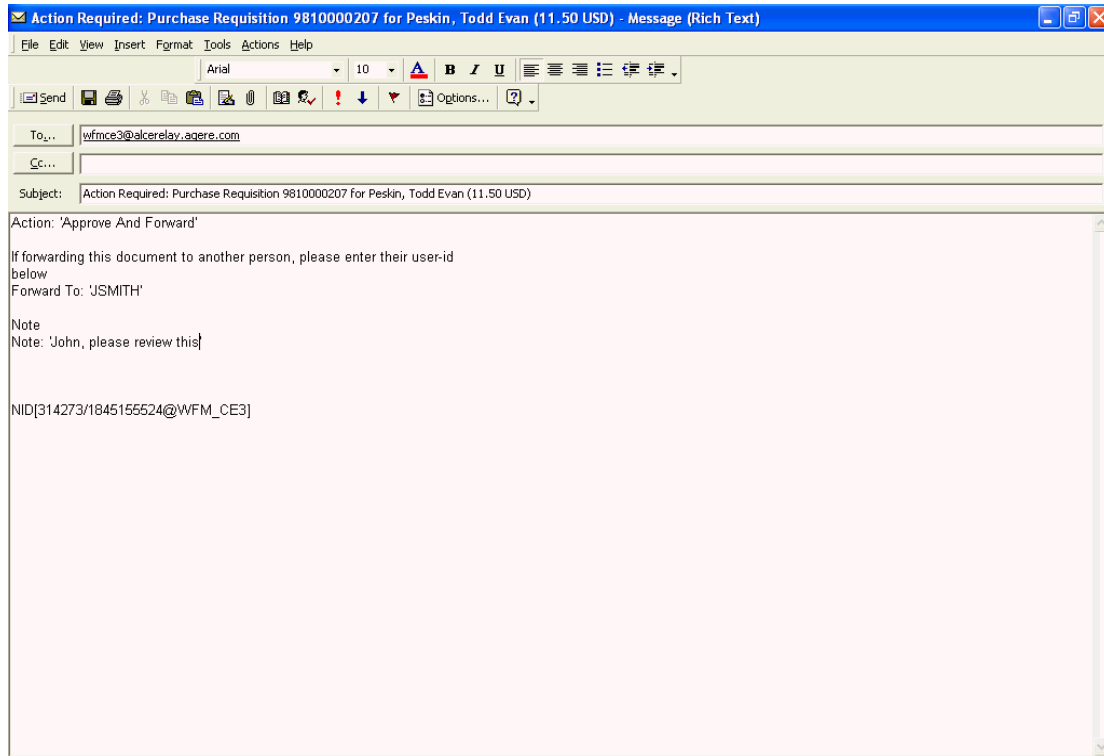 Action Required: Purchase Requisition 9810000207 for Peskin, Todd Evan (11.50 USD) - Message (Rich Text)
File Edit View Insert Format Tools Actions Help
Arial 10 A B I U
Send Options...
To... wfmce3@alcerelay.agere.com
Cc...
Subject: Action Required: Purchase Requisition 9810000207 for Peskin, Todd Evan (11.50 USD)
Action: 'Approve And Forward'
If forwarding this document to another person, please enter their user-id
below
Forward To: 'JSMITH'
Note
Note: 'John, please review this'
NID[314273/1845155524@WFM_CE3]